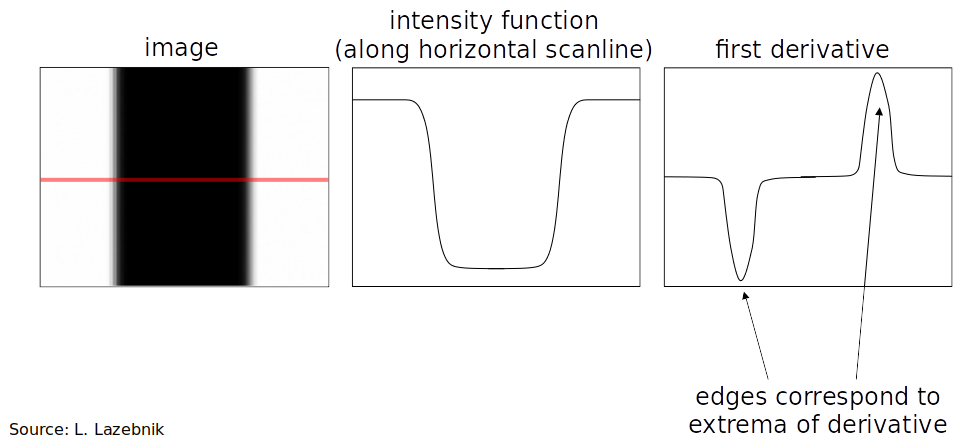 image
intensity function
(along horizontal scanline)
first derivative
edges correspond to
extrema of derivative
Source: L. Lazebnik